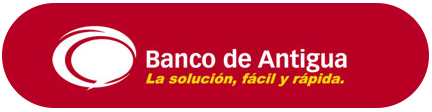 Banco de Antigua
La solución, fácil y rápida.